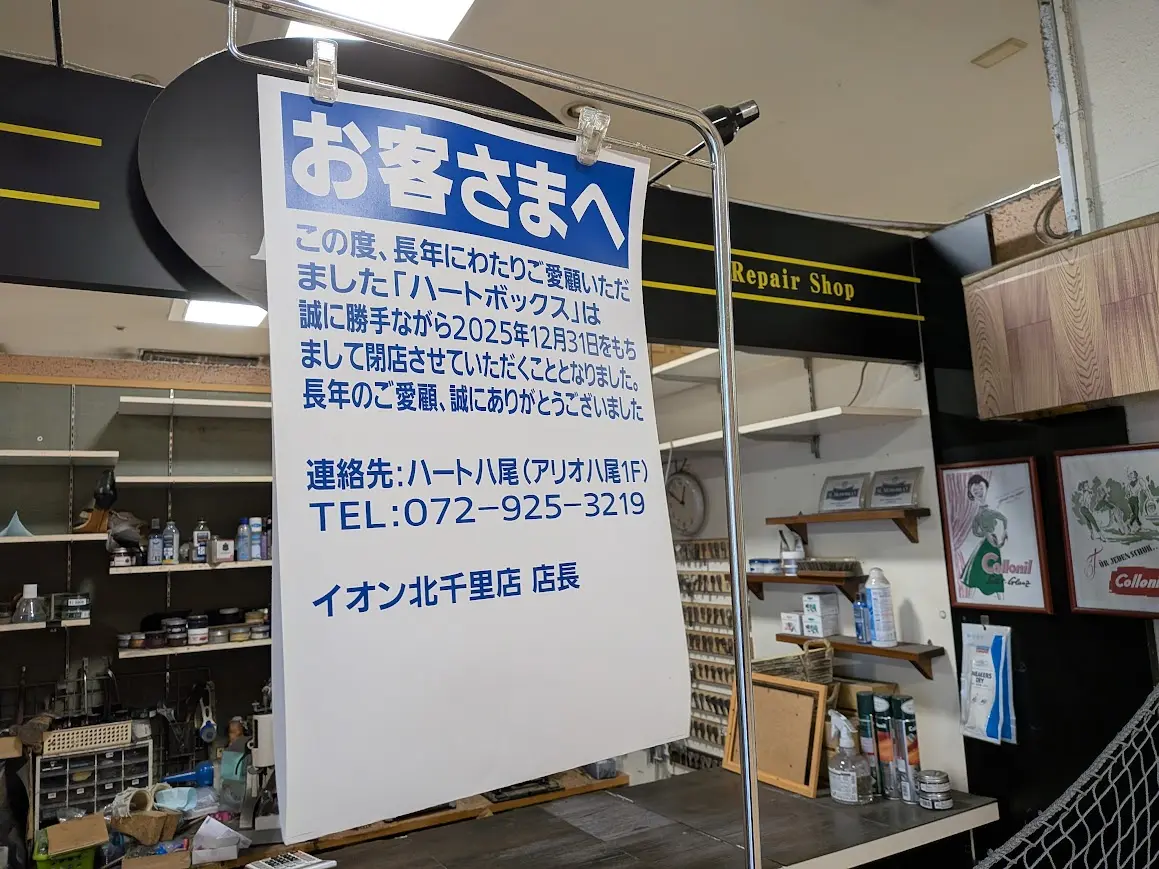 お客さまへ
この度、長年にわたりご愛顧いただ
ました「ハートボックス」は
誠に勝手ながら2025年12月31日をもち
まして閉店させていただくこととなりました。
長年のご愛顧、誠にありがとうございました
連絡先:ハート八尾(アリオ八尾1F)
TEL:072-925-3219
イオン北千里店 店長
Repair Shop
Collonil
FÜR JEDEN SCHUH...
Collonil